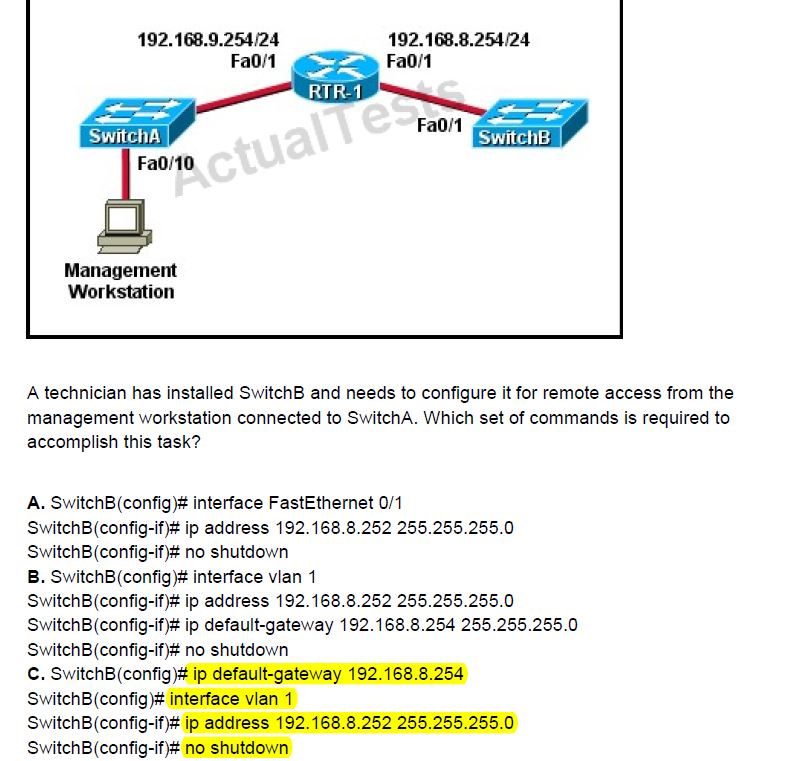 192.168.9.254/24
Fa0/1
192.168.8.254/24
Fa0/1
RTR-1
Fa0/1
SwitchA
SwitchB
Fa0/10
ActualTests
Management
Workstation
A technician has installed SwitchB and needs to configure it for remote access from the
management workstation connected to SwitchA. Which set of commands is required to
accomplish this task?
A. SwitchB(config)# interface FastEthernet 0/1
SwitchB(config-if)# ip address 192.168.8.252 255.255.255.0
SwitchB(config-if)# no shutdown
B. SwitchB(config)# interface vlan 1
SwitchB(config-if)# ip address 192.168.8.252 255.255.255.0
SwitchB(config-if)# ip default-gateway 192.168.8.254 255.255.255.0
SwitchB(config-if)# no shutdown
C. SwitchB(config)# ip default-gateway 192.168.8.254
SwitchB(config)# interface vlan 1
SwitchB(config-if)# ip address 192.168.8.252 255.255.255.0
SwitchB(config-if)# no shutdown